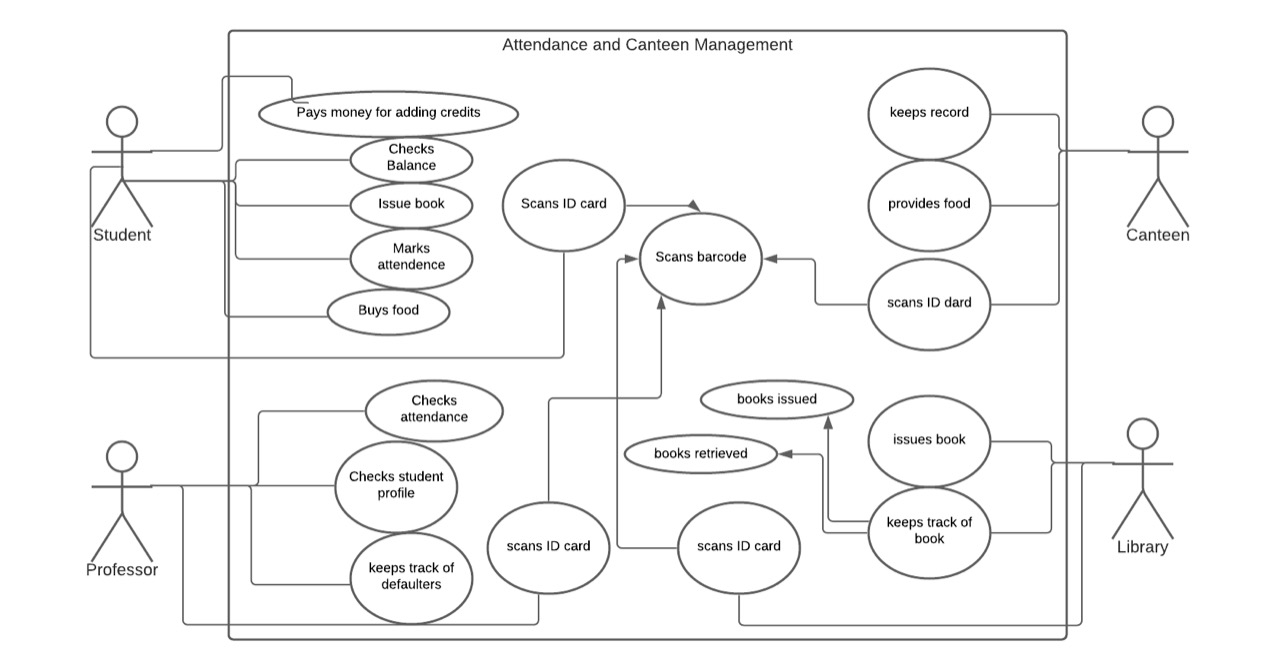 Attendance and Canteen Management
Pays money for adding credits
Checks
Balance
Issue book
Marks
attendence
Buys food
Student
Scans ID card
Scans barcode
keeps record
provides food
scans ID dard
Canteen
Checks
attendance
Checks student
profile
keeps track of
defaulters
Professor
scans ID card
scans ID card
books issued
books retrieved
issues book
keeps track of
book
Library